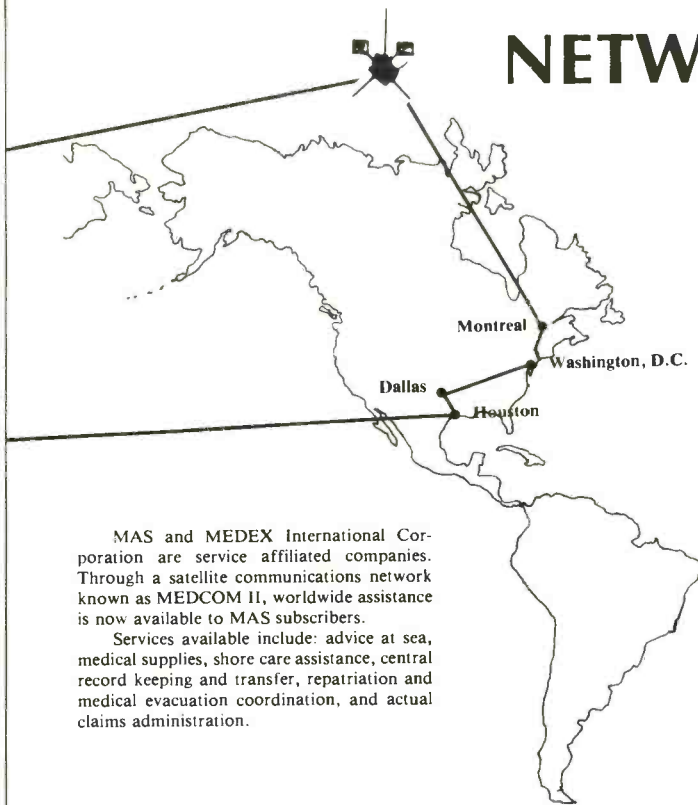 NETW
Montreal
Washington, D.C.
Dallas
Houston
MAS and MEDEX International Cor-
poration are service affiliated companies.
Through a satellite communications network
known as MEDCOM II, worldwide assistance
is now available to MAS subscribers.
Services available include: advice at sea,
medical supplies, shore care assistance, central
record keeping and transfer, repatriation and
medical evacuation coordination, and actual
claims administration.